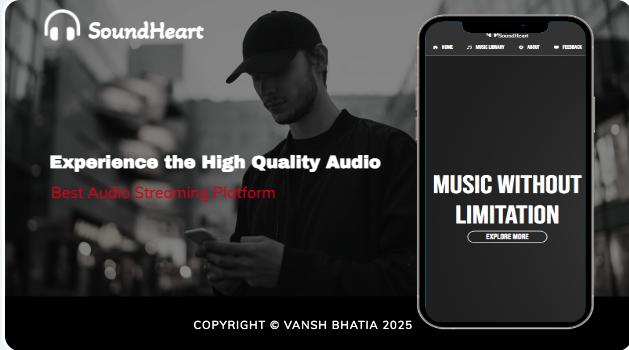 SoundHeart
Experience the High Quality Audio
Best Audio Streaming Platform
SoundHeart
HOME MUSIC LIBRARY ABOUT FEEDBACK
MUSIC WITHOUT
LIMITATION
EXPLORE MORE
COPYRIGHT © VANSH BHATIA 2025